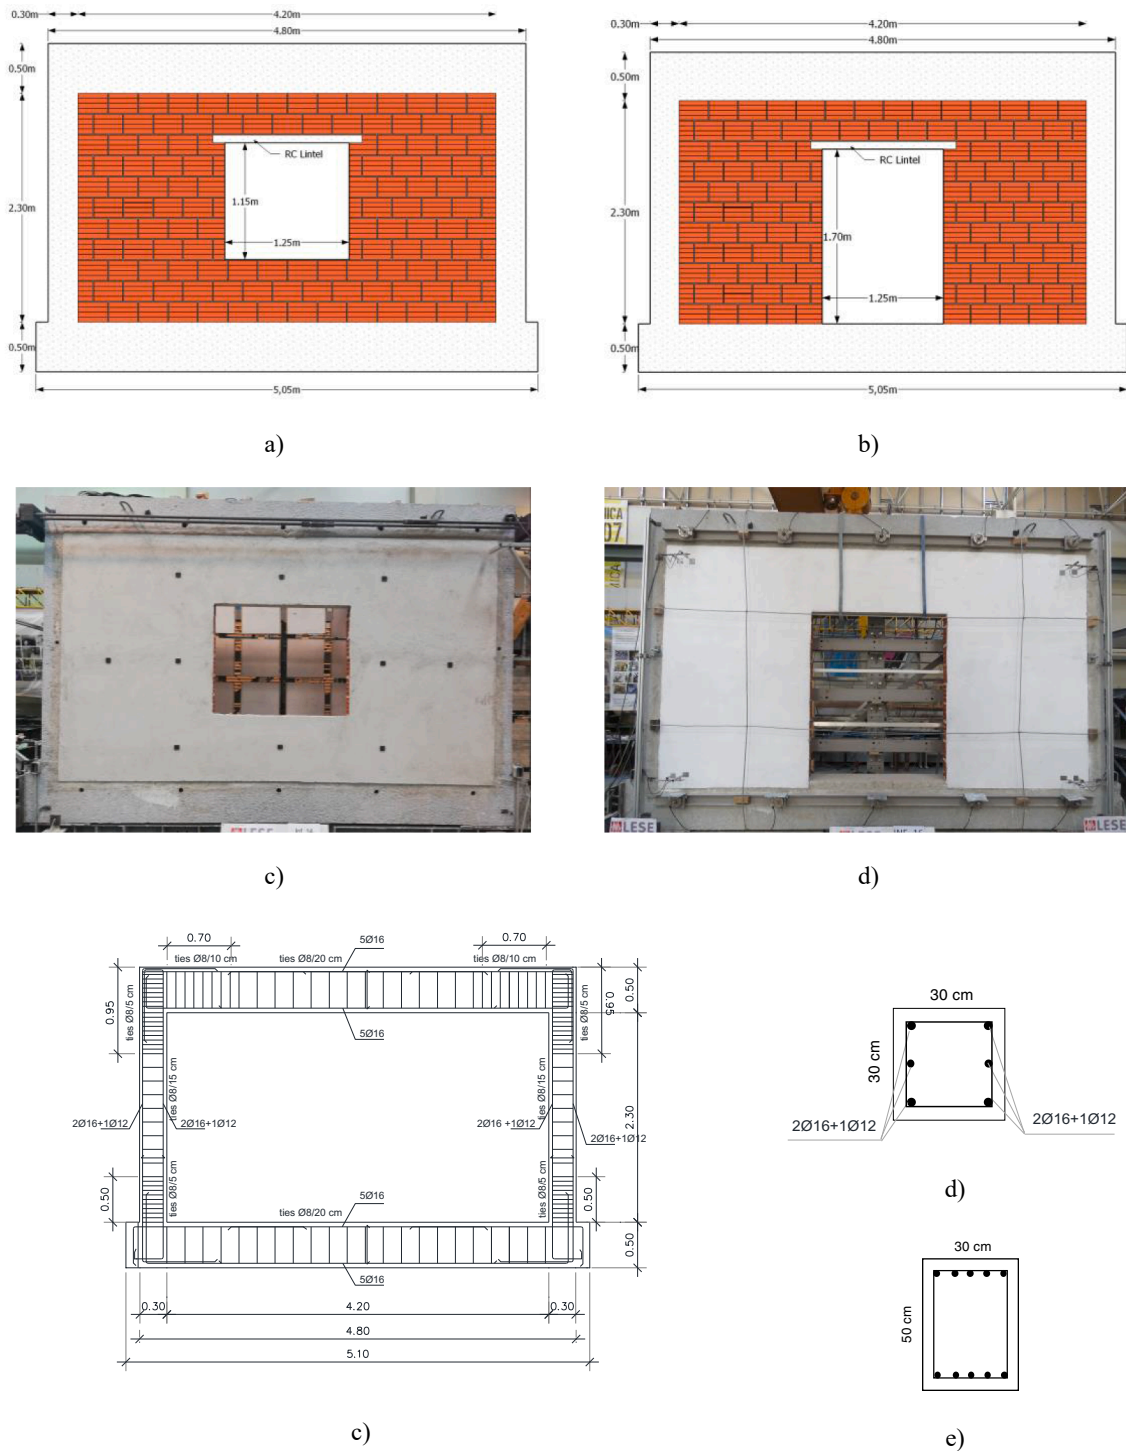 0.30m
4.20m
4.80m
0.50m
RC Lintel
1.15m
2.30m
1.25m
0.50m
5,05m
a)
0.30m
4.20m
4.80m
0.50m
RC Lintel
2.30m
1.70m
1.25m
0.50m
5,05m
b)
LESE
c)
NICA
07
LESE
LESE
d)
0.70
5Ø16
0.70
ties Ø8/10 cm
ties Ø8/20 cm
ties Ø8/10 cm
0.95
ties Ø8/5 cm
ties Ø8/5 cm
0.95
0.50
5Ø16
ties Ø8/15 cm
ties Ø8/15 cm
2Ø16+1Ø12
2Ø16+1Ø12
2Ø16 +1Ø12
2Ø16+1Ø12
2.30
0.50
ties Ø8/5 cm
ties Ø8/5 cm
0.50
5Ø16
ties Ø8/20 cm
0.50
5Ø16
0.30
4.20
0.30
4.80
5.10
c)
30 cm
30 cm
2Ø16+1Ø12
2Ø16+1Ø12
d)
30 cm
50 cm
e)